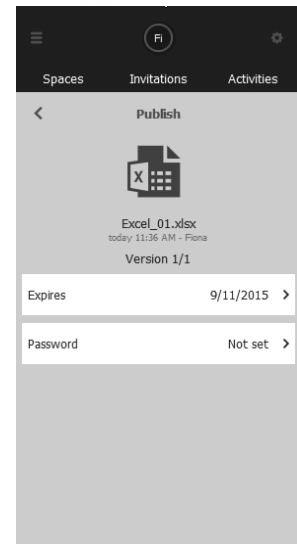 Fi
Spaces Invitations Activities
Publish
X
Excel_01.xlsx
today 11:36 AM - Fiona
Version 1/1
Expires 9/11/2015
Password Not set